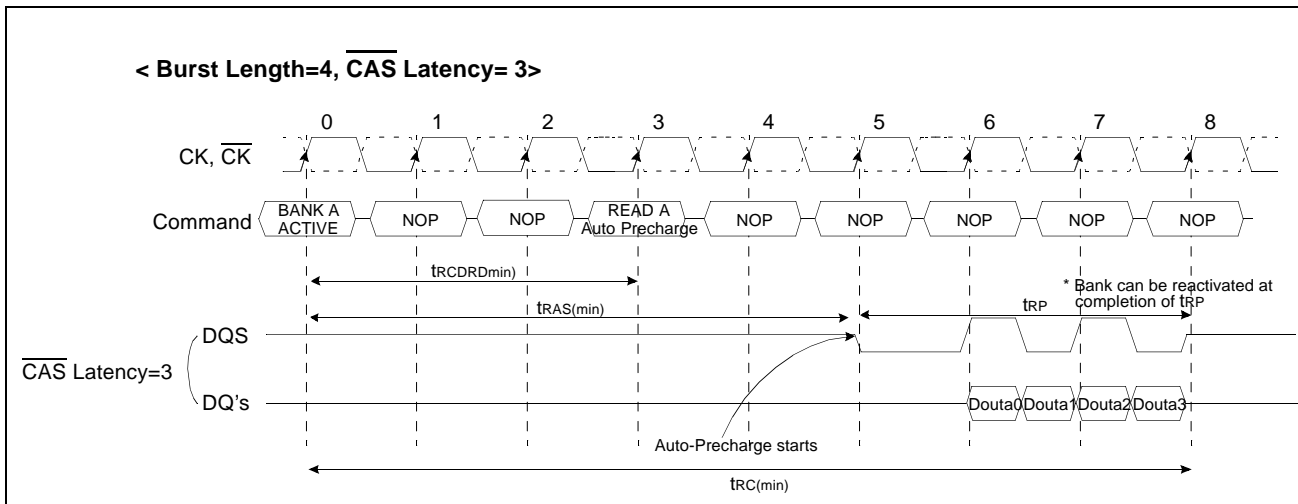 < Burst Length=4, CAS Latency= 3>
0 1 2 3 4 5 6 7 8
CK, CK
Command
BANK A
ACTIVE
NOP
NOP
READ A
Auto Precharge
NOP
NOP
NOP
NOP
NOP
tRCDRDmin)
tRAS(min)
tRP
* Bank can be reactivated at
completion of tRP
DQS
CAS Latency=3
DQ's
Douta0 Douta1 Douta2 Douta3
Auto-Precharge starts
tRC(min)